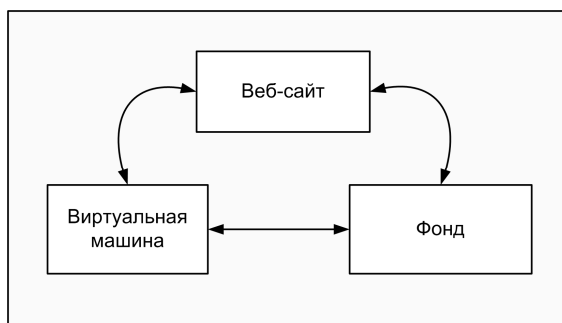 Веб-сайт
Виртуальная
машина
Фонд